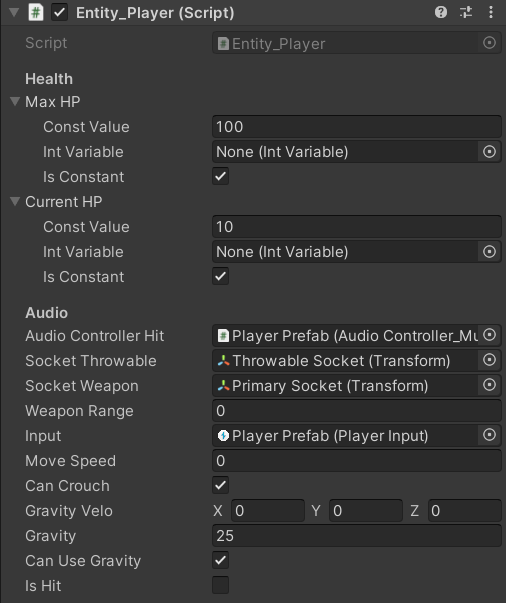 Entity_Player (Script)
Script Entity_Player
Health
Max HP
Const Value 100
Int Variable None (Int Variable)
Is Constant
Current HP
Const Value 10
Int Variable None (Int Variable)
Is Constant
Audio
Audio Controller Hit Player Prefab (Audio Controller_Mu
Socket Throwable Throwable Socket (Transform)
Socket Weapon Primary Socket (Transform)
Weapon Range 0
Input Player Prefab (Player Input)
Move Speed 0
Can Crouch
Gravity Velo X 0 Y 0 Z 0
Gravity 25
Can Use Gravity
Is Hit